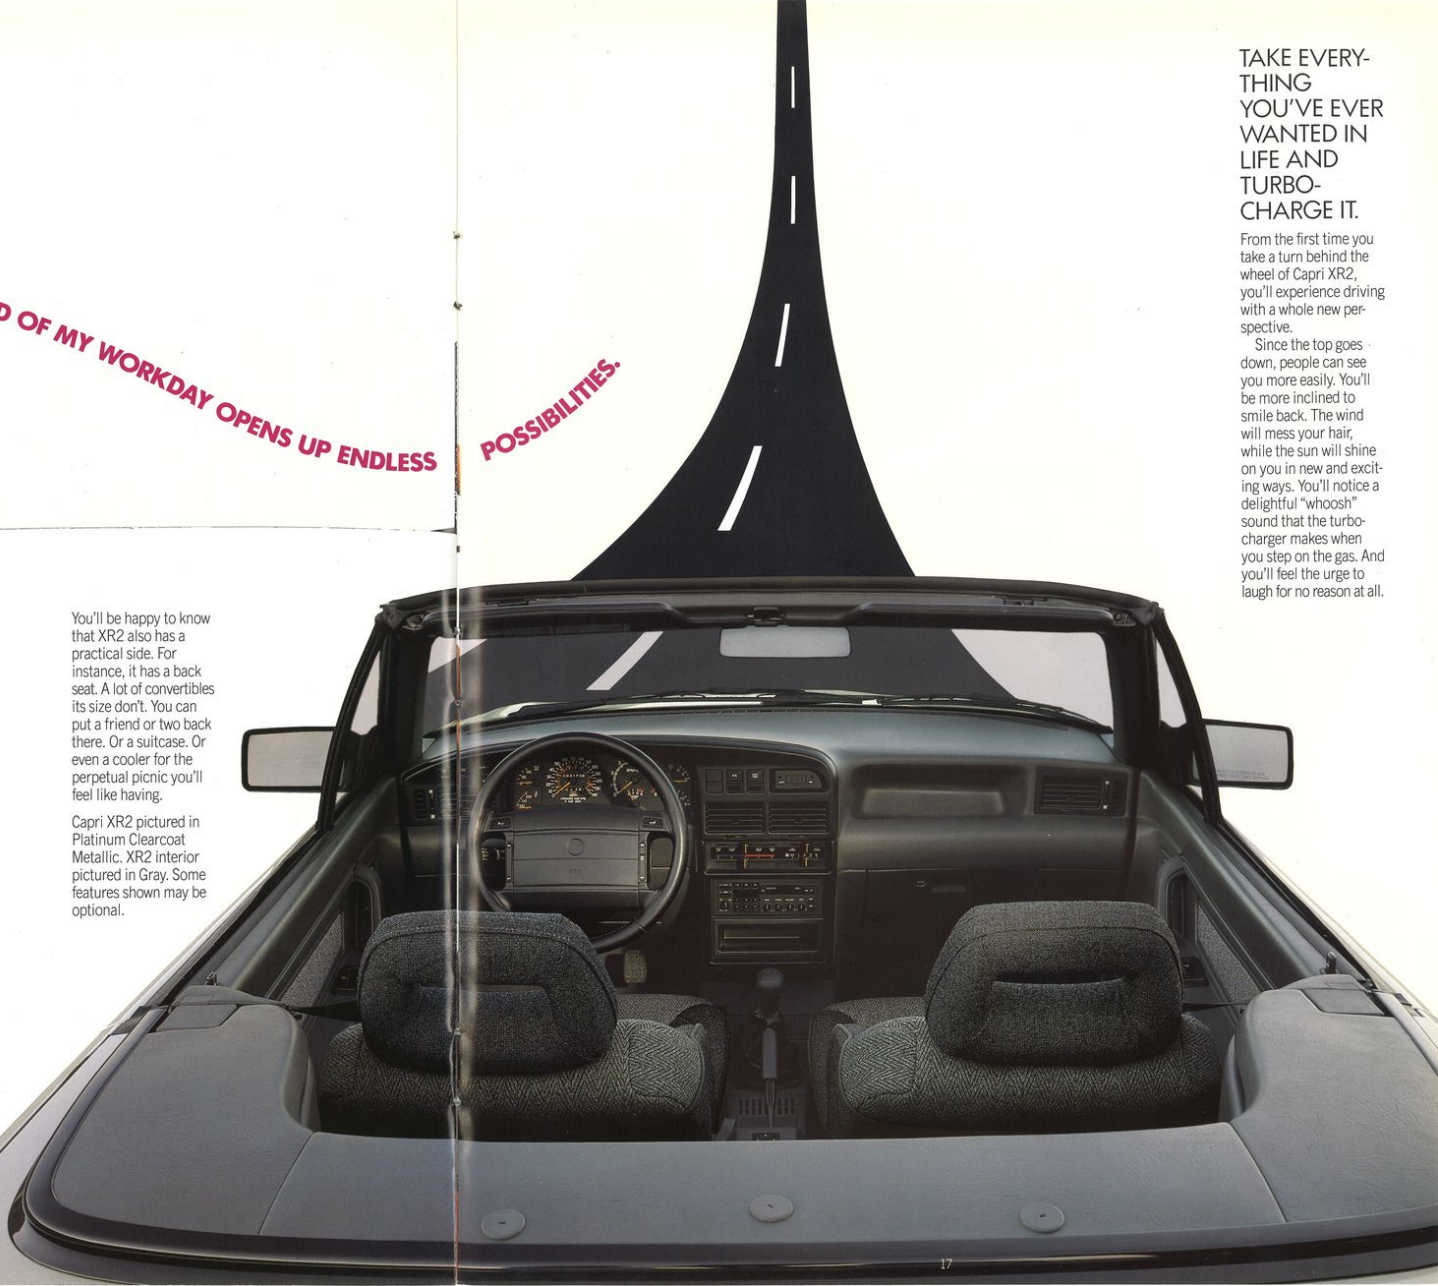 D OF MY WORKDAY OPENS UP ENDLESS POSSIBILITIES.
You'll be happy to know
that XR2 also has a
practical side. For
instance, it has a back
seat. A lot of convertibles
its size don't. You can
put a friend or two back
there. Or a suitcase. Or
even a cooler for the
perpetual picnic you'll
feel like having.
Capri XR2 pictured in
Platinum Clearcoat
Metallic. XR2 interior
pictured in Gray. Some
features shown may be
optional.
TAKE EVERY-
THING
YOU'VE EVER
WANTED IN
LIFE AND
TURBO-
CHARGE IT.
From the first time you
take a turn behind the
wheel of Capri XR2,
you'll experience driving
with a whole new per-
spective.
Since the top goes
down, people can see
you more easily. You'll
be more inclined to
smile back. The wind
will mess your hair,
while the sun will shine
on you in new and excit-
ing ways. You'll notice a
delightful "whoosh"
sound that the turbo-
charger makes when
you step on the gas. And
you'll feel the urge to
laugh for no reason at all.
17